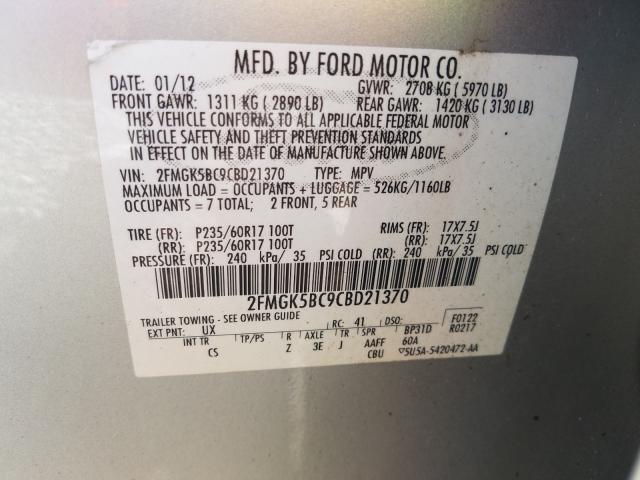 MFD. BY FORD MOTOR CO.
DATE: 01/12 GVWR: 2708 KG ( 5970 LB)
FRONT GAWR: 1311 KG ( 2890 LB) REAR GAWR: 1420 KG ( 3130 LB)
THIS VEHICLE CONFORMS TO ALL APPLICABLE FEDERAL MOTOR
VEHICLE SAFETY AND THEFT PREVENTION STANDARDS
IN EFFECT ON THE DATE OF MANUFACTURE SHOWN ABOVE.
VIN: 2FMGK5BC9CBD21370 TYPE: MPV
MAXIMUM LOAD = OCCUPANTS + LUGGAGE = 526KG/1160LB
OCCUPANTS = 7 TOTAL; 2 FRONT, 5 REAR
TIRE (FR): P235/60R17 100T RIMS (FR): 17X7.5J
(RR): P235/60R17 100T (RR): 17X7.5J
PRESSURE (FR): 240 kPa/ 35 PSI COLD (RR): 240 kPa/ 35 PSI COLD
2FMGK5BC9CBD21370
TRAILER TOWING - SEE OWNER GUIDE F0122
EXT PNT: UX RC: 41 DSO: R0217
INT TR TP/PS R AXLE TR SPR BP31D
CS Z 3E J AAFF 60A
CBU 5U5A-5420472-AA